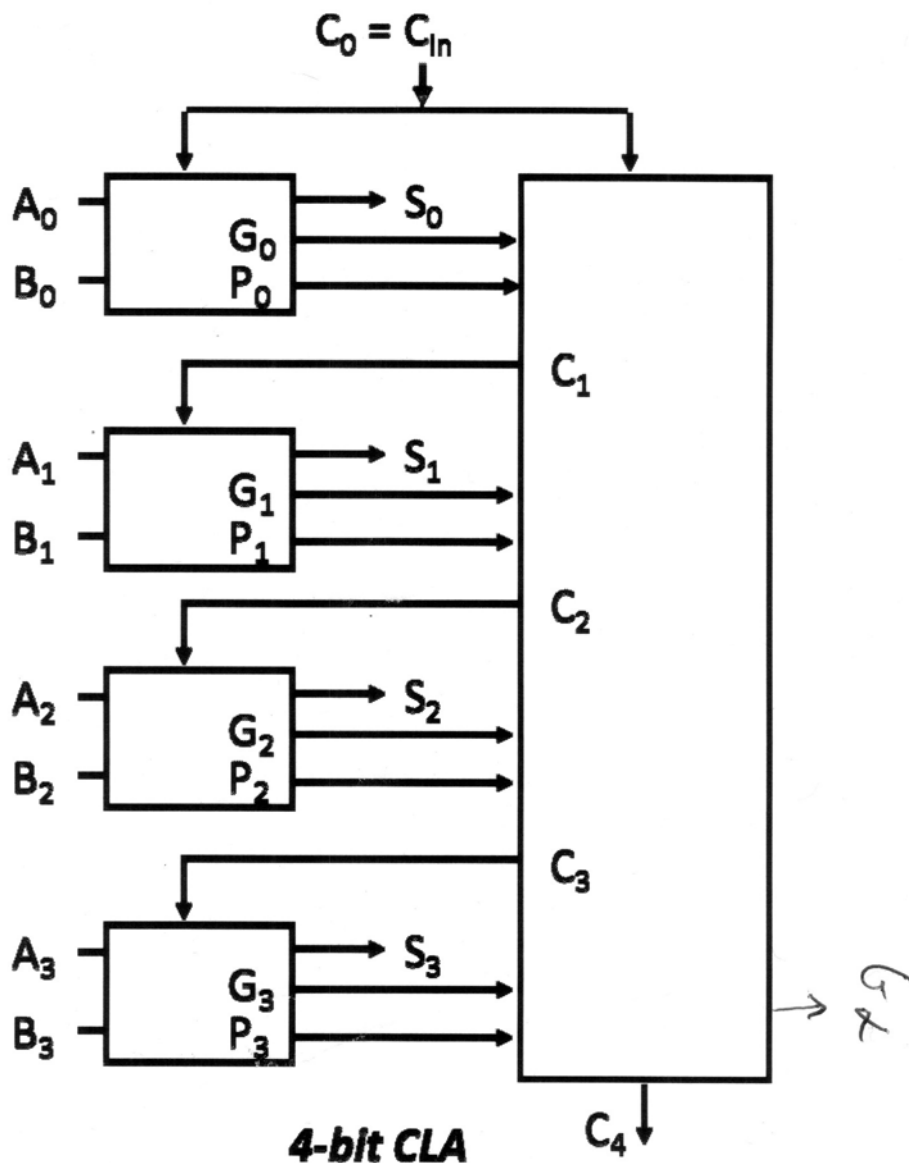 C₀ = C_in
A₀ S₀
G₀
B₀ P₀
C₁
A₁ S₁
G₁
B₁ P₁
C₂
A₂ S₂
G₂
B₂ P₂
C₃
A₃ S₃
G₃
B₃ P₃
C₄
4-bit CLA